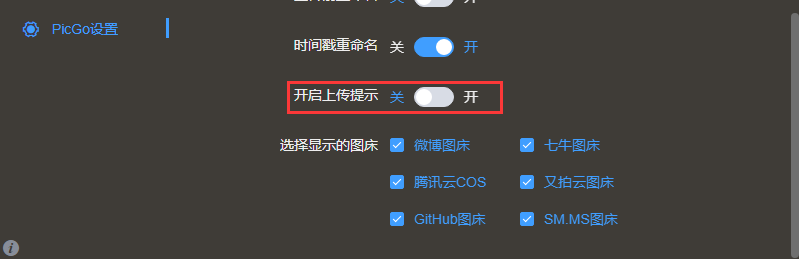 PicGo设置
时间戳重命名 关 开
开启上传提示 关 开
选择显示的图床 微博图床 七牛图床
腾讯云COS 又拍云图床
GitHub图床 SM.MS图床